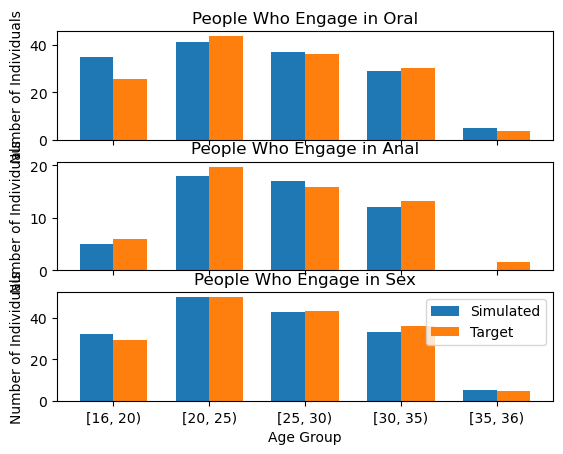 People Who Engage in Oral
Number of Individuals
40
20
0
People Who Engage in Anal
Number of Individuals
20
10
0
People Who Engage in Sex
Number of Individuals
40
20
0
Simulated
Target
[16, 20) [20, 25) [25, 30) [30, 35) [35, 36)
Age Group